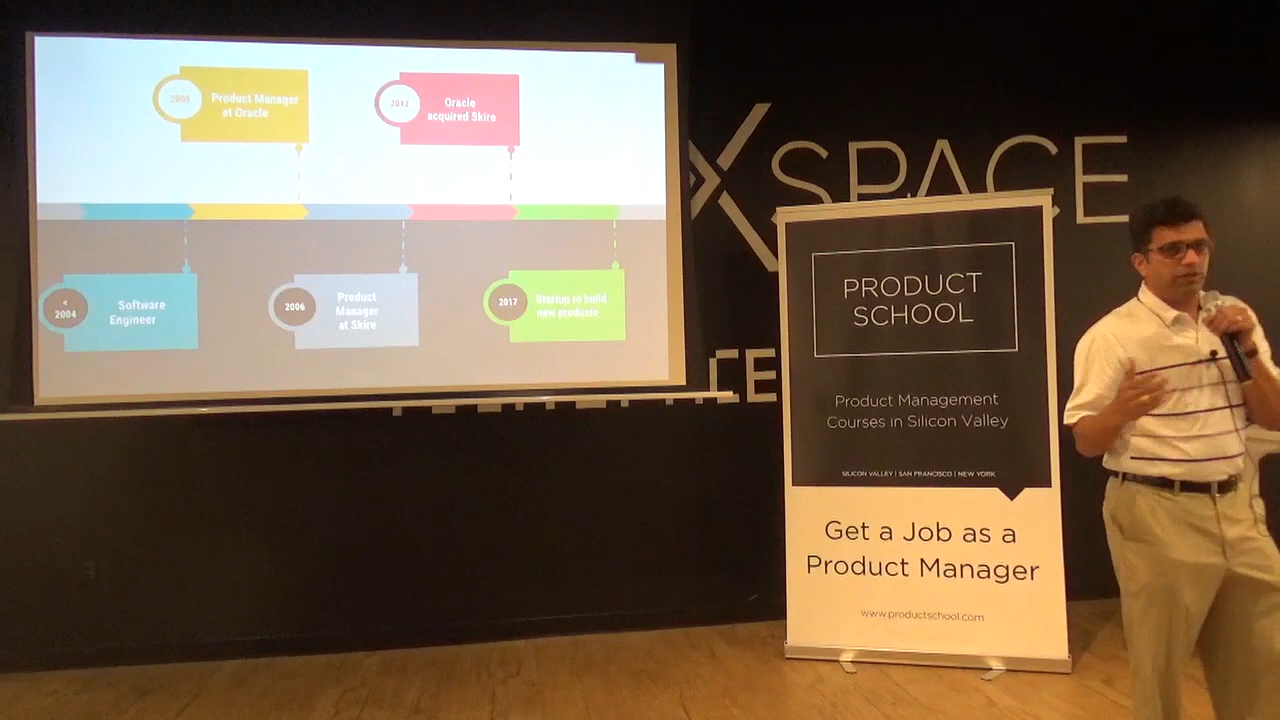 2005
Product Manager
at Oracle
2012
Oracle
acquired Skire
<
2004
Software
Engineer
2006
Product
Manager
at Skire
2017
Startup to build
new products
XSPACE
CE
PRODUCT
SCHOOL
Product Management
Courses in Silicon Valley
SILICON VALLEY | SAN FRANCISCO | NEW YORK
Get a Job as a
Product Manager
www.productschool.com